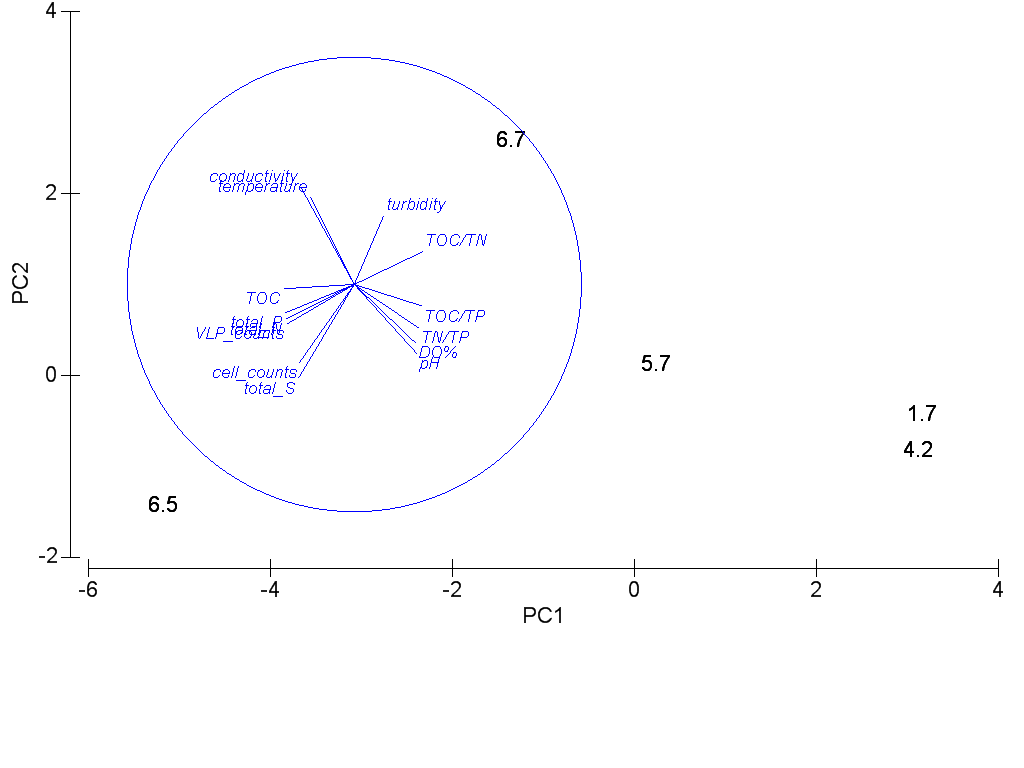 4
6.7
conductivity
temperature
2
turbidity
TOC/TN
PC2
TOC
TOC/TP
total_P
total_N
VLP_counts
TN/TP
DO%
pH
5.7
0
cell_counts
total_S
1.7
4.2
6.5
-2
-6
-4
-2
0
2
4
PC1